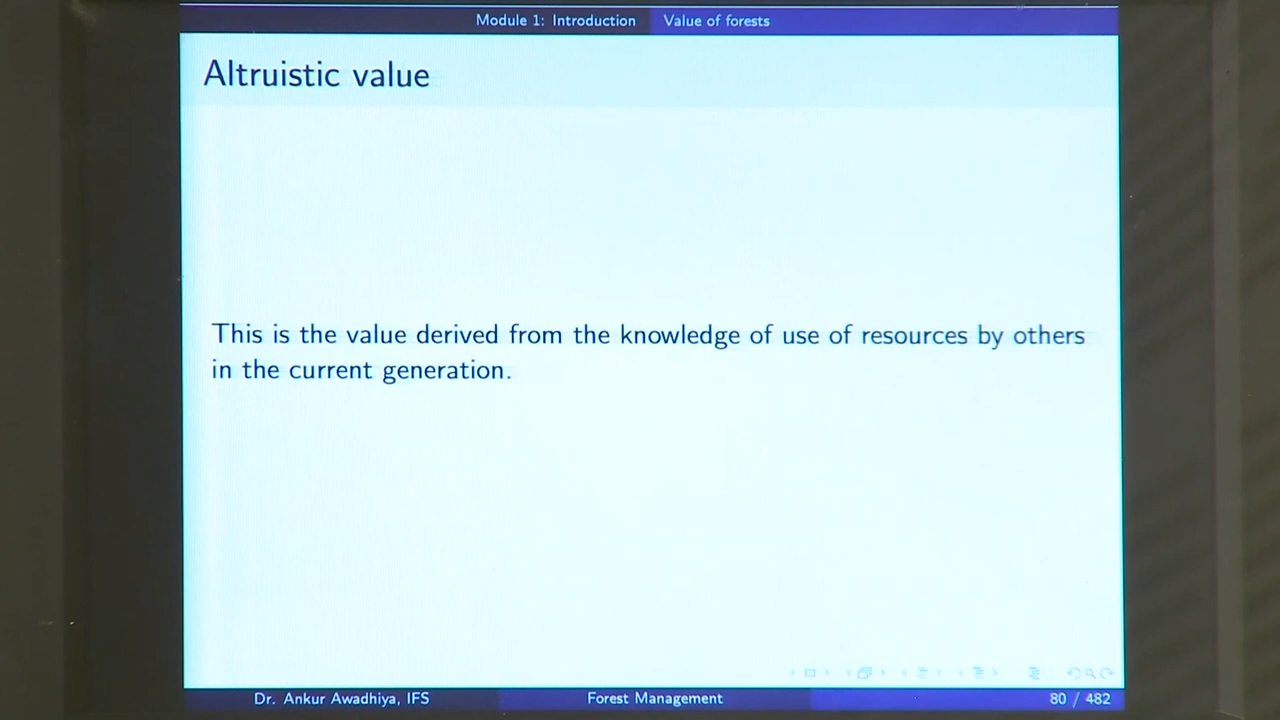 Module 1: Introduction Value of forests
Altruistic value
This is the value derived from the knowledge of use of resources by others
in the current generation.
Dr. Ankur Awadhiya, IFS Forest Management 80 / 482